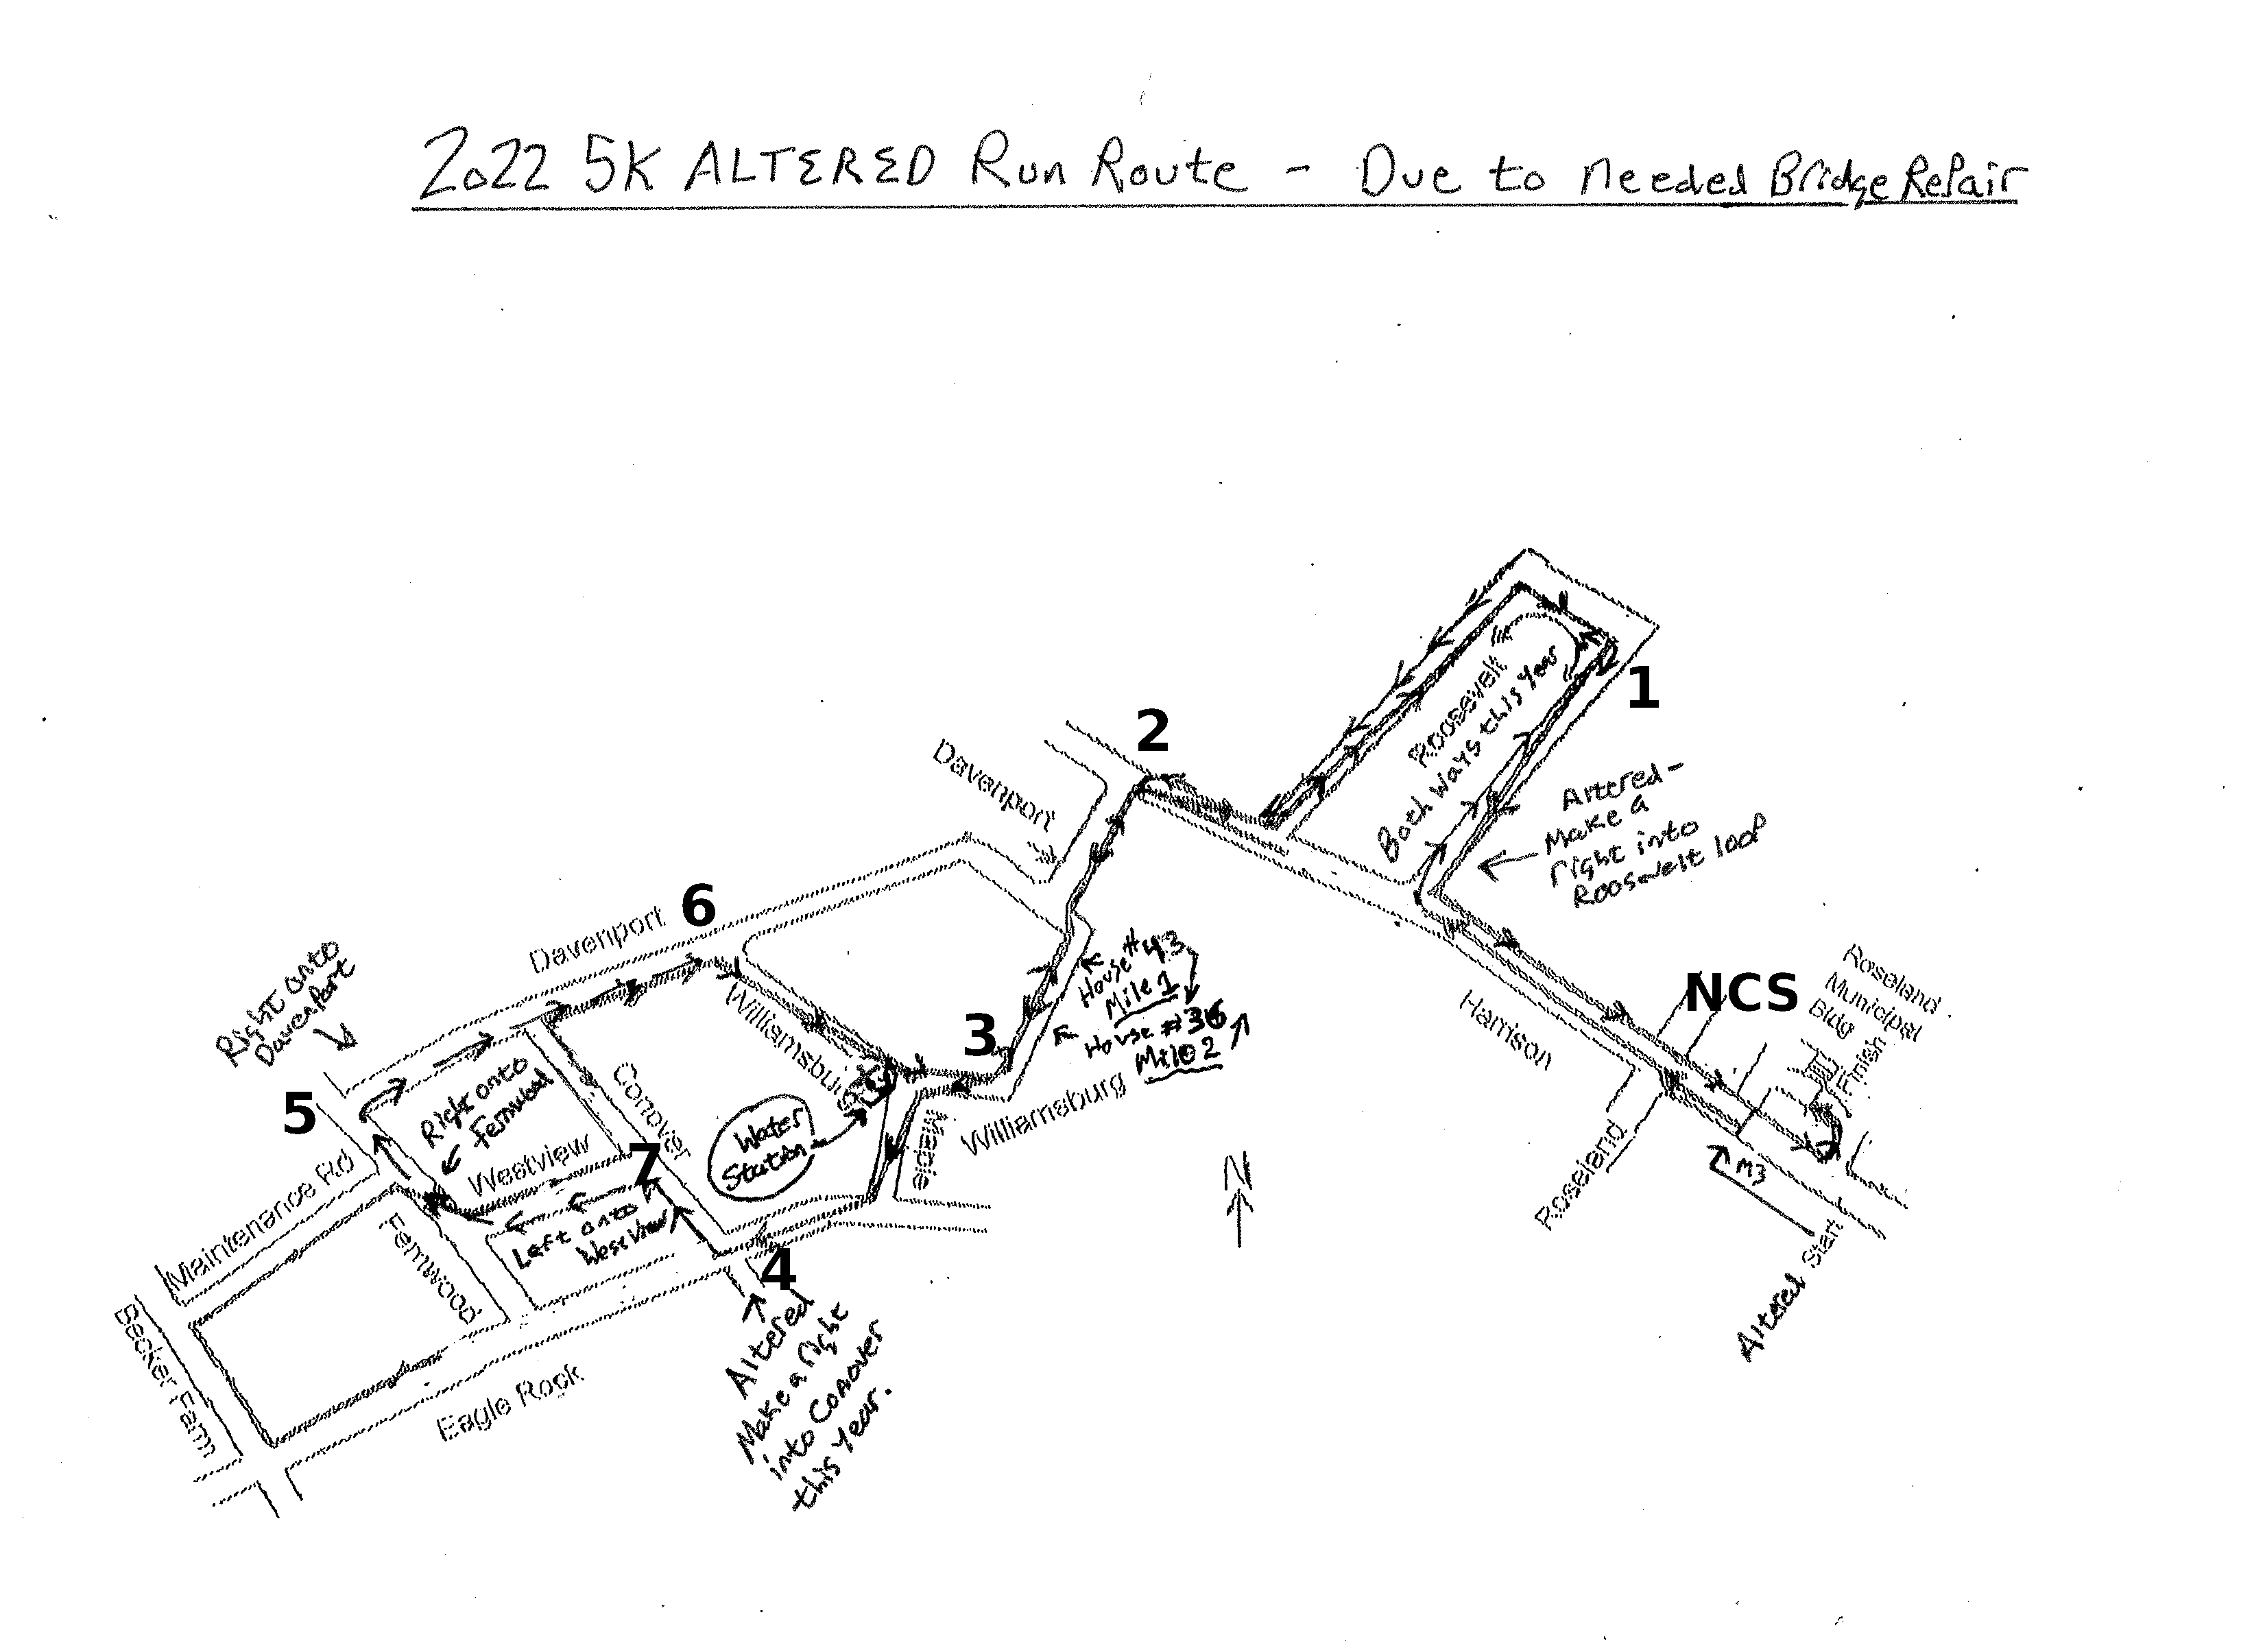 2022 5K ALTERED Run Route - Due to needed Bridge Repair
1
Roosevelt
Both ways this year
2
Altered-
Make a
right into
Roosevelt loop
Davenport
6
Davenport
House # 43
Mile 1
House # 36
Mile 2
3
NCS
Roseland
Municipal
Bldg
Finish
Harrison
Right onto
Davenport
Williamsburg
5
Right onto
Fernwood
Conover
Water
Station
Maple
Williamsburg
N
Roseland
M3
Altered Start
7
Westview
Left onto
West View
Maintenance Rd
Fernwood
4
Altered
Make a right
into Conover
this year.
Becker Farm
Eagle Rock